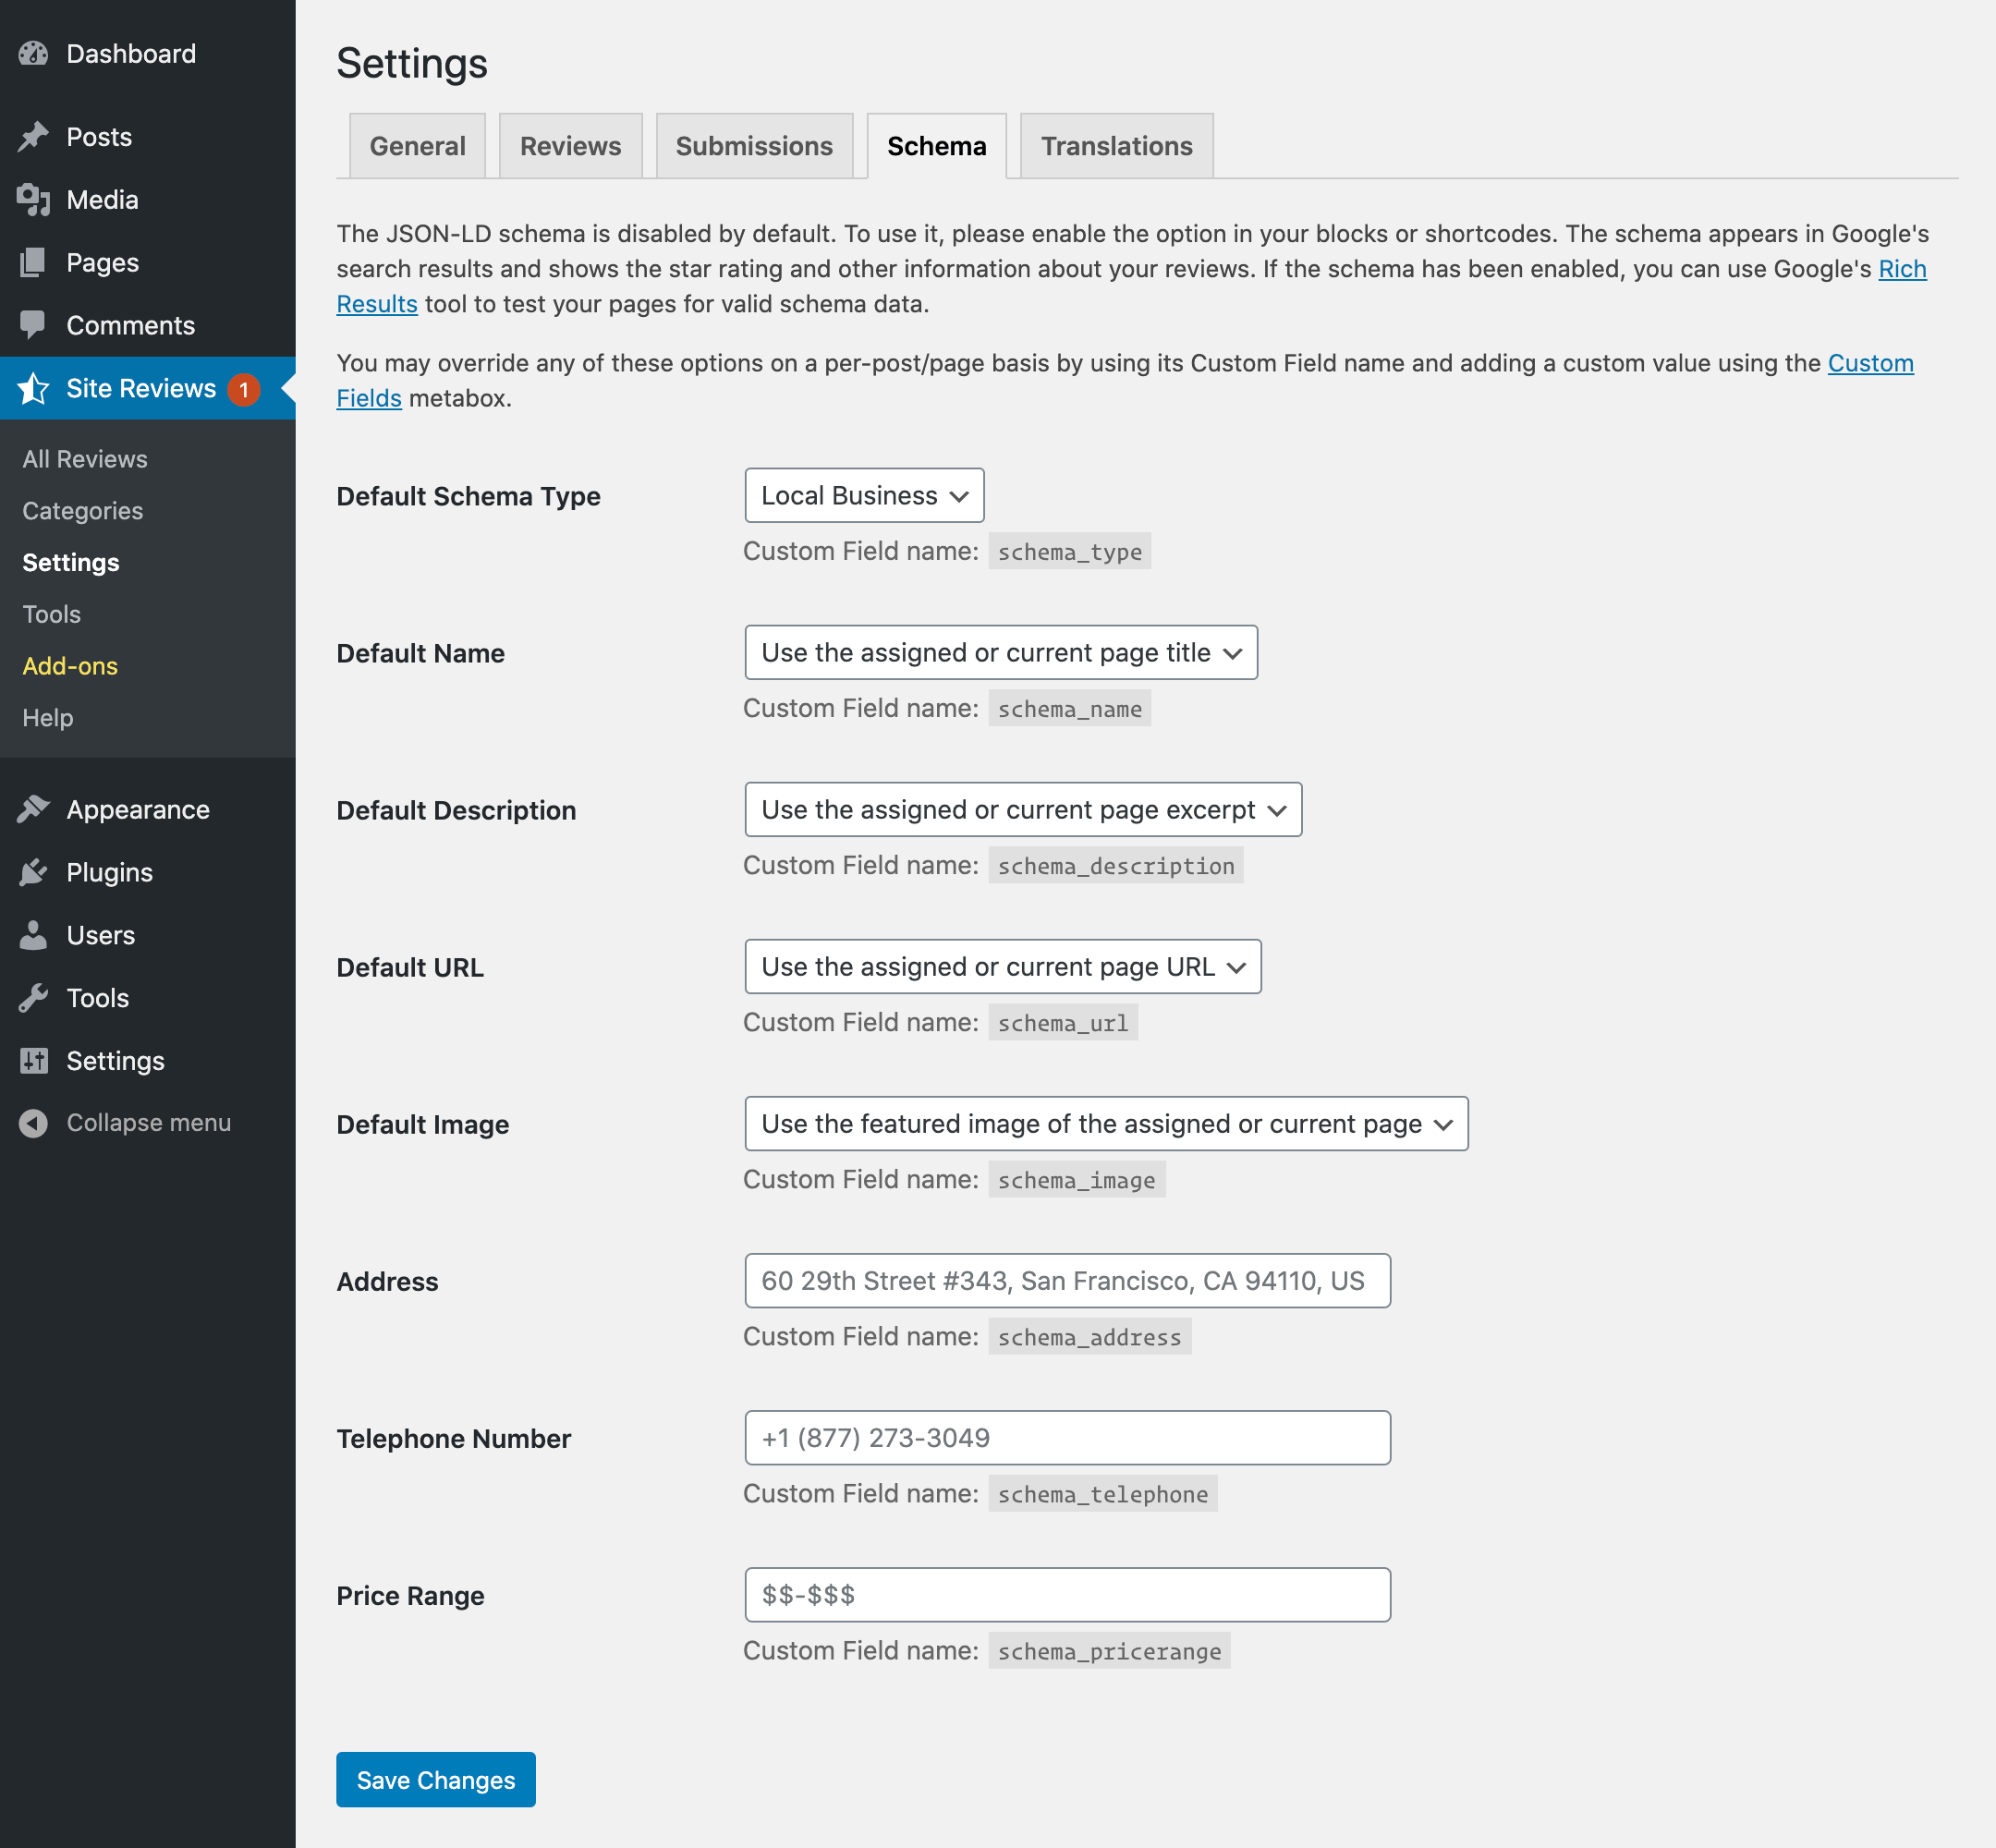 Dashboard
Posts
Media
Pages
Comments
Site Reviews 1
All Reviews
Categories
Settings
Tools
Add-ons
Help
Appearance
Plugins
Users
Tools
Settings
Collapse menu
Settings
General Reviews Submissions Schema Translations
The JSON-LD schema is disabled by default. To use it, please enable the option in your blocks or shortcodes. The schema appears in Google's
search results and shows the star rating and other information about your reviews. If the schema has been enabled, you can use Google's Rich
Results tool to test your pages for valid schema data.
You may override any of these options on a per-post/page basis by using its Custom Field name and adding a custom value using the Custom
Fields metabox.
Default Schema Type Local Business
Custom Field name: schema_type
Default Name Use the assigned or current page title
Custom Field name: schema_name
Default Description Use the assigned or current page excerpt
Custom Field name: schema_description
Default URL Use the assigned or current page URL
Custom Field name: schema_url
Default Image Use the featured image of the assigned or current page
Custom Field name: schema_image
Address 60 29th Street #343, San Francisco, CA 94110, US
Custom Field name: schema_address
Telephone Number +1 (877) 273-3049
Custom Field name: schema_telephone
Price Range $$-$$$
Custom Field name: schema_pricerange
Save Changes